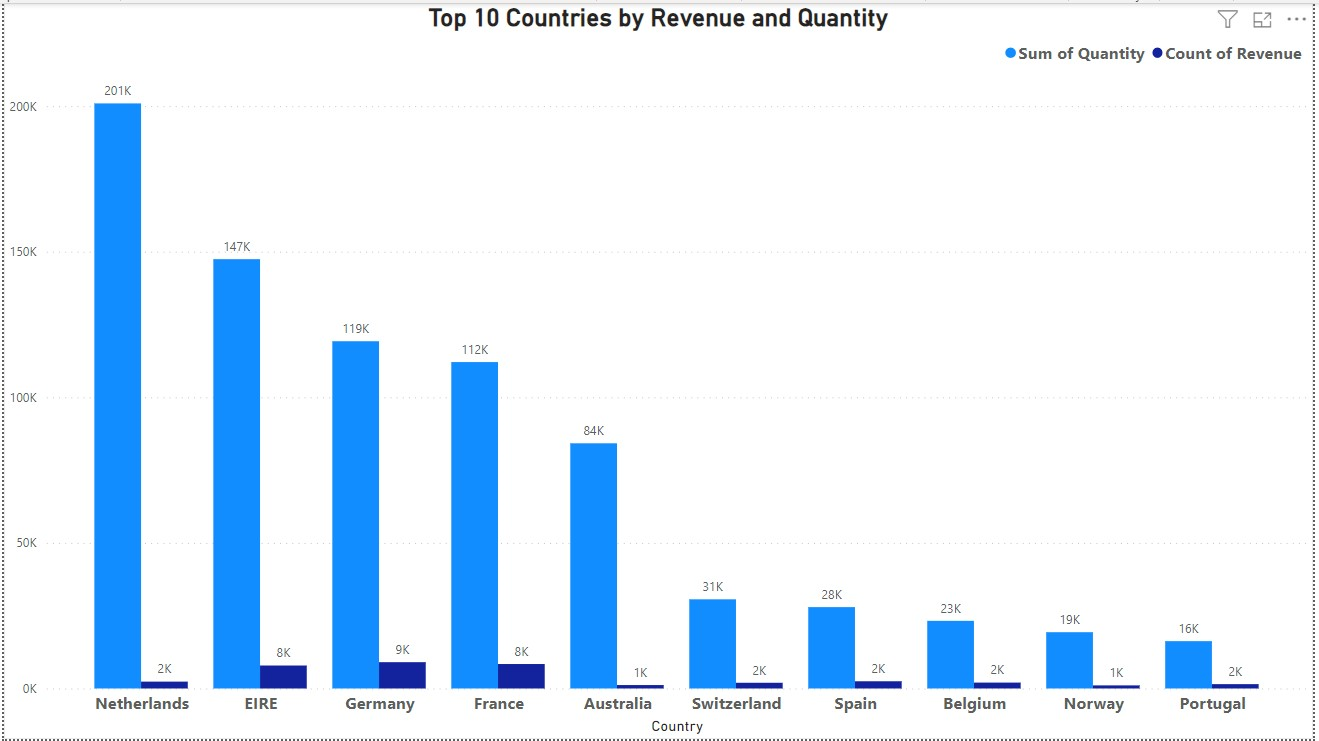 Top 10 Countries by Revenue and Quantity
Sum of Quantity Count of Revenue
201K
200K
147K
150K
119K
112K
100K
84K
50K
31K
28K
23K
19K
16K
2K 8K 9K 8K 1K 2K 2K 2K 1K 2K
0K
Netherlands EIRE Germany France Australia Switzerland Spain Belgium Norway Portugal
Country